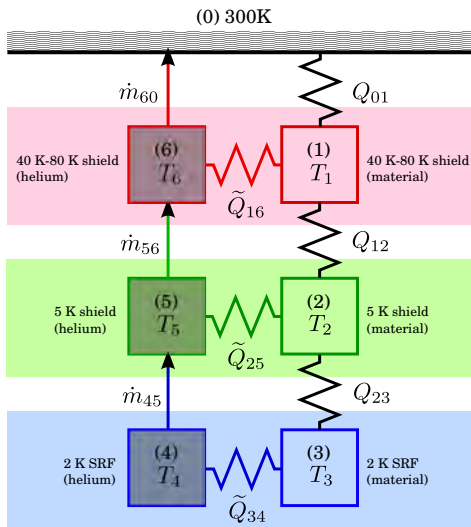 (0) 300K
ṁ₆₀
Q₀₁
40 K-80 K shield
(helium)
(6)
T₆
Q̃₁₆
(1)
T₁
40 K-80 K shield
(material)
ṁ₅₆
Q₁₂
5 K shield
(helium)
(5)
T₅
Q̃₂₅
(2)
T₂
5 K shield
(material)
ṁ₄₅
Q₂₃
2 K SRF
(helium)
(4)
T₄
Q̃₃₄
(3)
T₃
2 K SRF
(material)